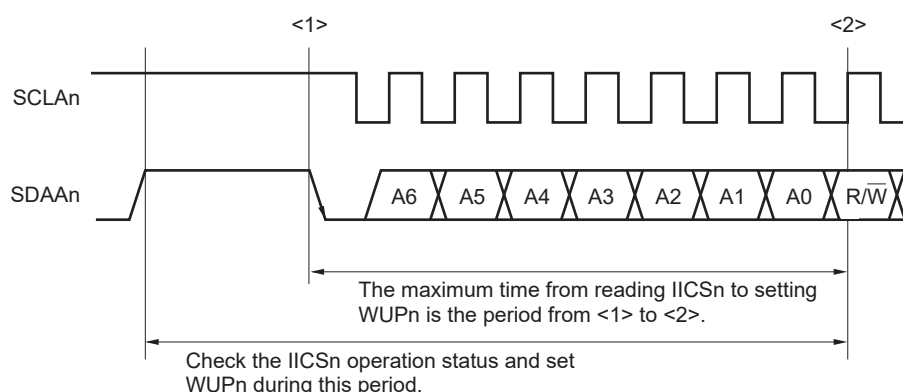 <1> <2>
SCLAn
SDAAn A6 A5 A4 A3 A2 A1 A0 R/W̅
The maximum time from reading IICSn to setting
WUPn is the period from <1> to <2>.
Check the IICSn operation status and set
WUPn during this period.